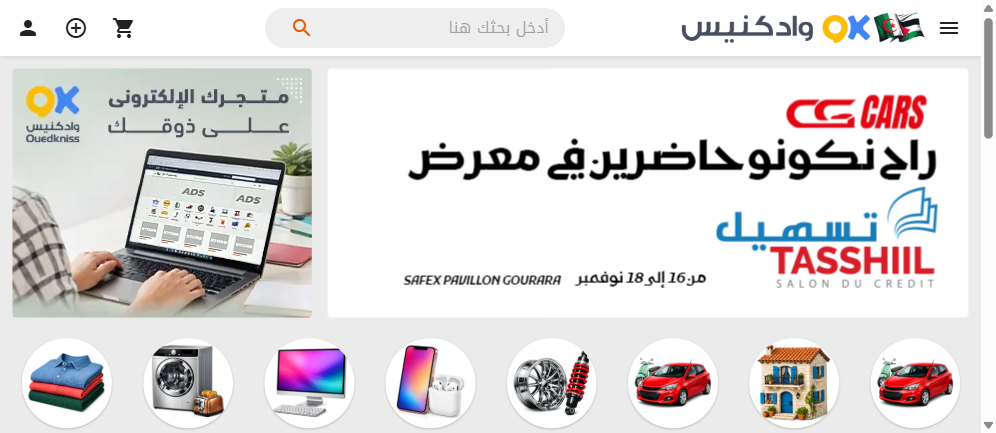 وادكنيس
أدخل بحثك هنا
CG CARS
راح نكونو حاضرين في معرض
تسهيل
TASSHIIL
SALON DU CREDIT
من 16 إلى 18 نوفمبر
SAFEX PAVILLON GOURARA
متجرك الإلكتروني
على ذوقك
وادكنيس
Ouedkniss
ADS
ADS